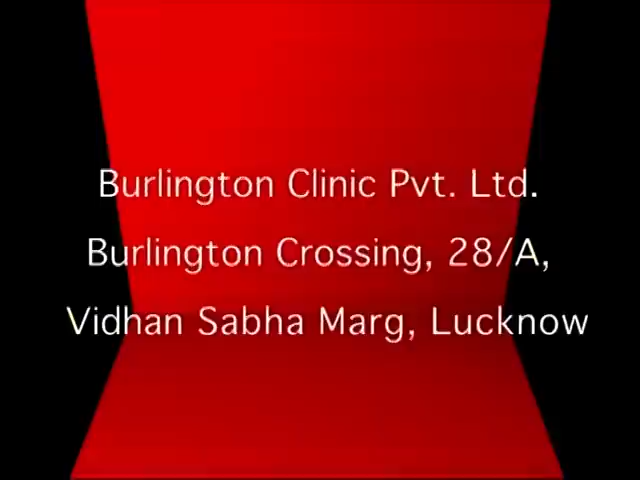 Burlington Clinic Pvt. Ltd.
Burlington Crossing, 28/A,
Vidhan Sabha Marg, Lucknow